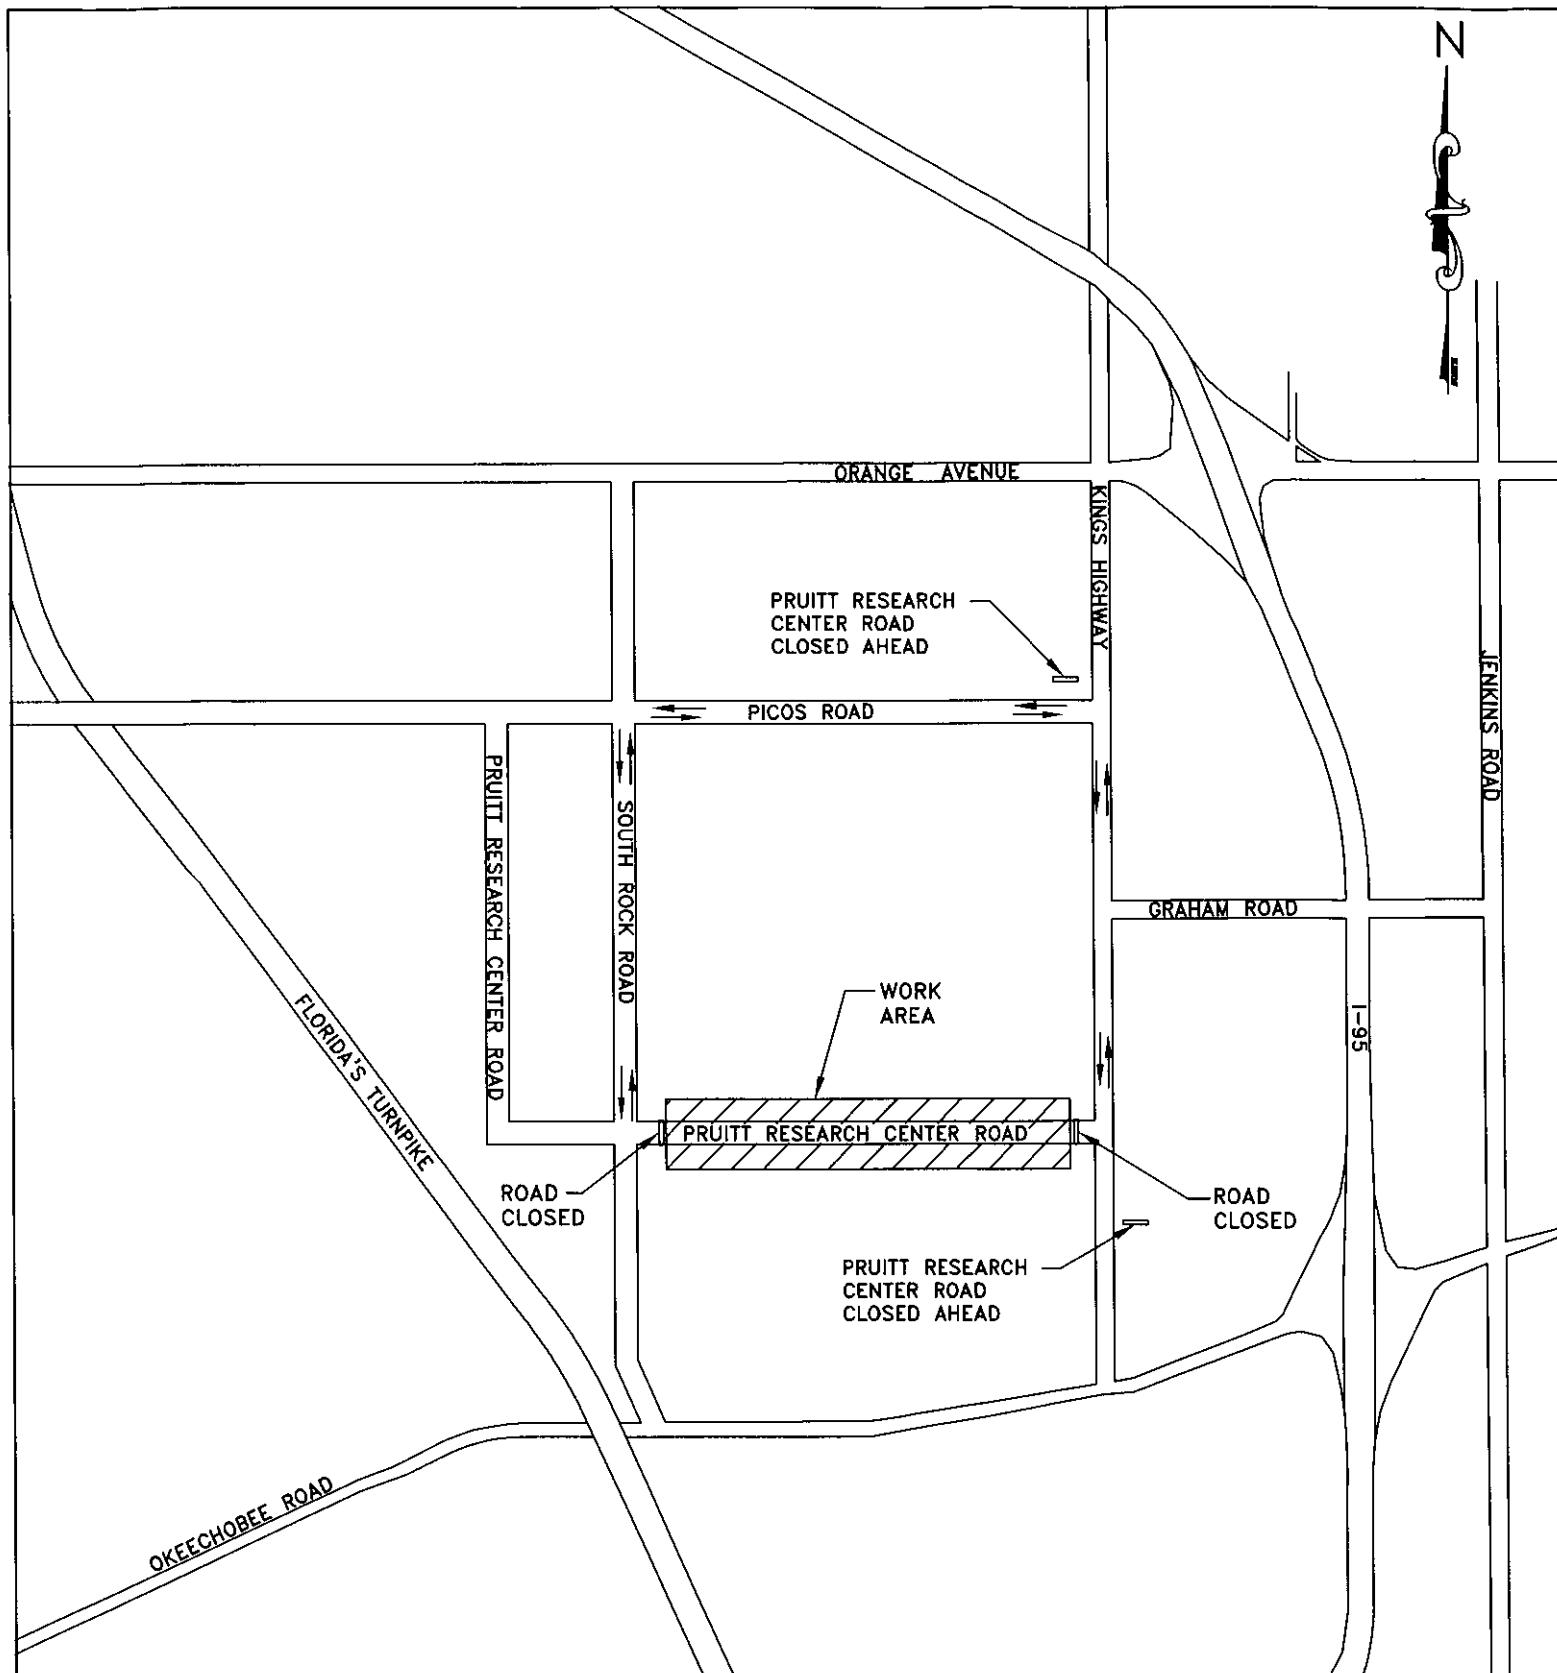 N
ORANGE AVENUE
KINGS HIGHWAY
PRUITT RESEARCH
CENTER ROAD
CLOSED AHEAD
JENKINS ROAD
PICOS ROAD
PRUITT RESEARCH CENTER ROAD
SOUTH ROCK ROAD
GRAHAM ROAD
WORK
AREA
I-95
FLORIDA'S TURNPIKE
PRUITT RESEARCH CENTER ROAD
ROAD
CLOSED
ROAD
CLOSED
PRUITT RESEARCH
CENTER ROAD
CLOSED AHEAD
OKEECHOBEE ROAD